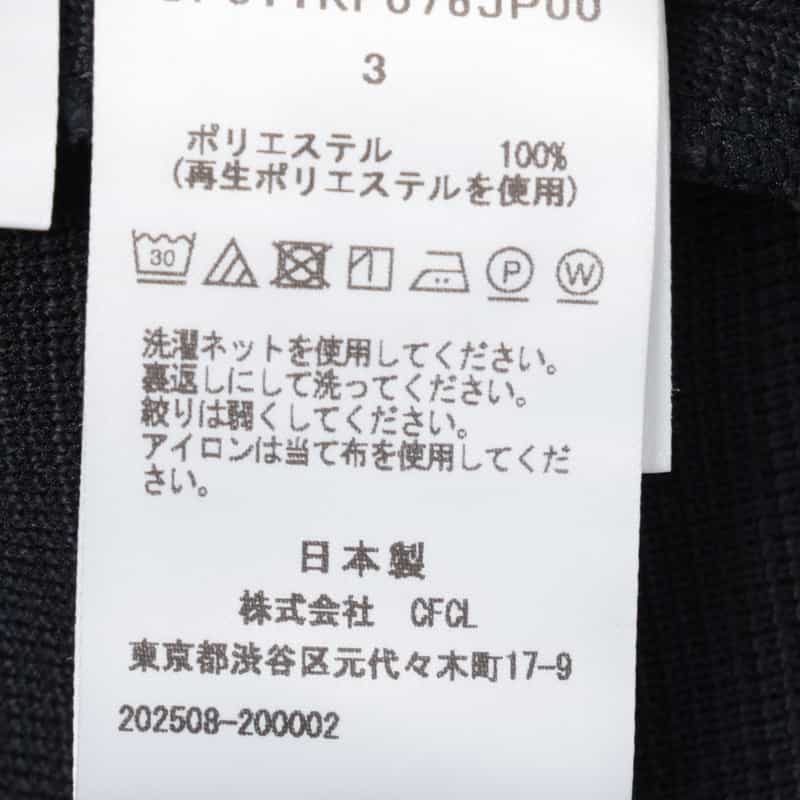 3
ポリエステル 100%
(再生ポリエステルを使用)
30 P W
洗濯ネットを使用してください。
裏返しにして洗ってください。
絞りは弱くしてください。
アイロンは当て布を使用してくだ
さい。
日本製
株式会社 CFCL
東京都渋谷区元代々木町17-9
202508-200002